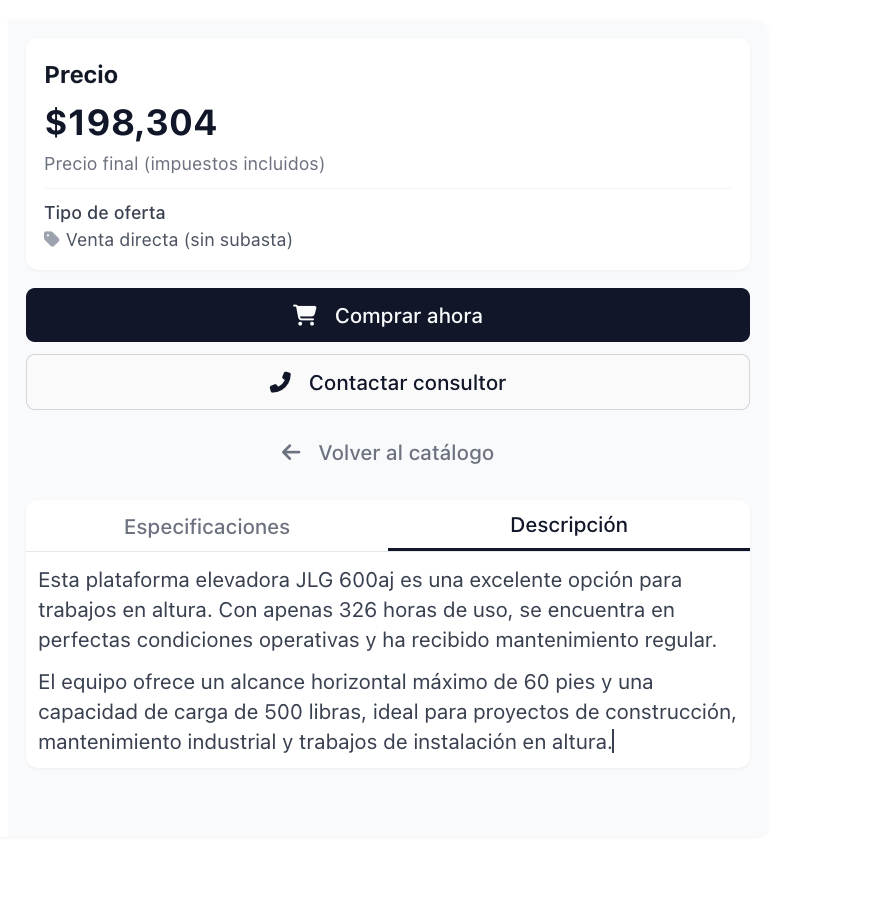 Precio
$198,304
Precio final (impuestos incluidos)
Tipo de oferta
Venta directa (sin subasta)
Comprar ahora
Contactar consultor
Volver al catálogo
Especificaciones
Descripción
Esta plataforma elevadora JLG 600aj es una excelente opción para
trabajos en altura. Con apenas 326 horas de uso, se encuentra en
perfectas condiciones operativas y ha recibido mantenimiento regular.
El equipo ofrece un alcance horizontal máximo de 60 pies y una
capacidad de carga de 500 libras, ideal para proyectos de construcción,
mantenimiento industrial y trabajos de instalación en altura.